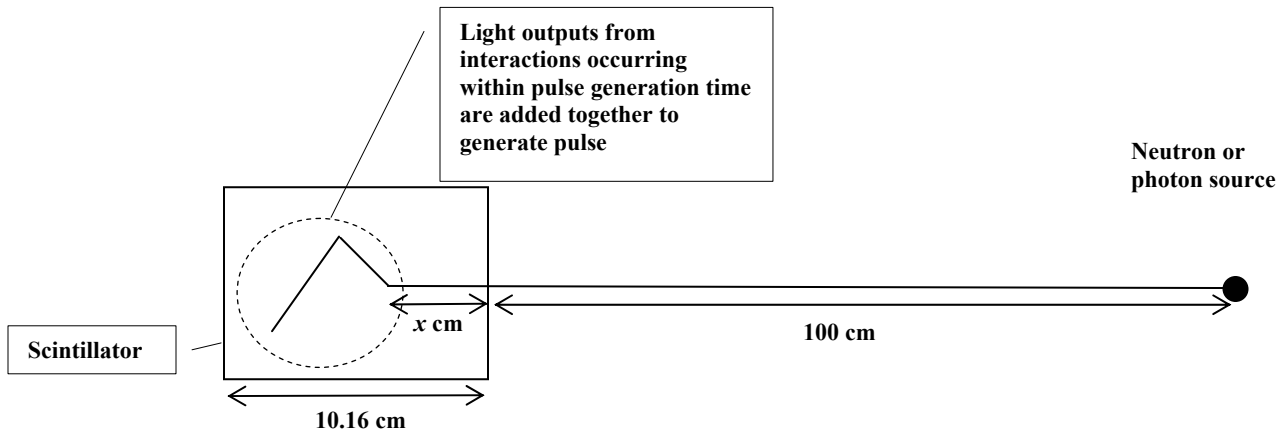 Light outputs from
interactions occurring
within pulse generation time
are added together to
generate pulse
Neutron or
photon source
x cm
100 cm
Scintillator
10.16 cm